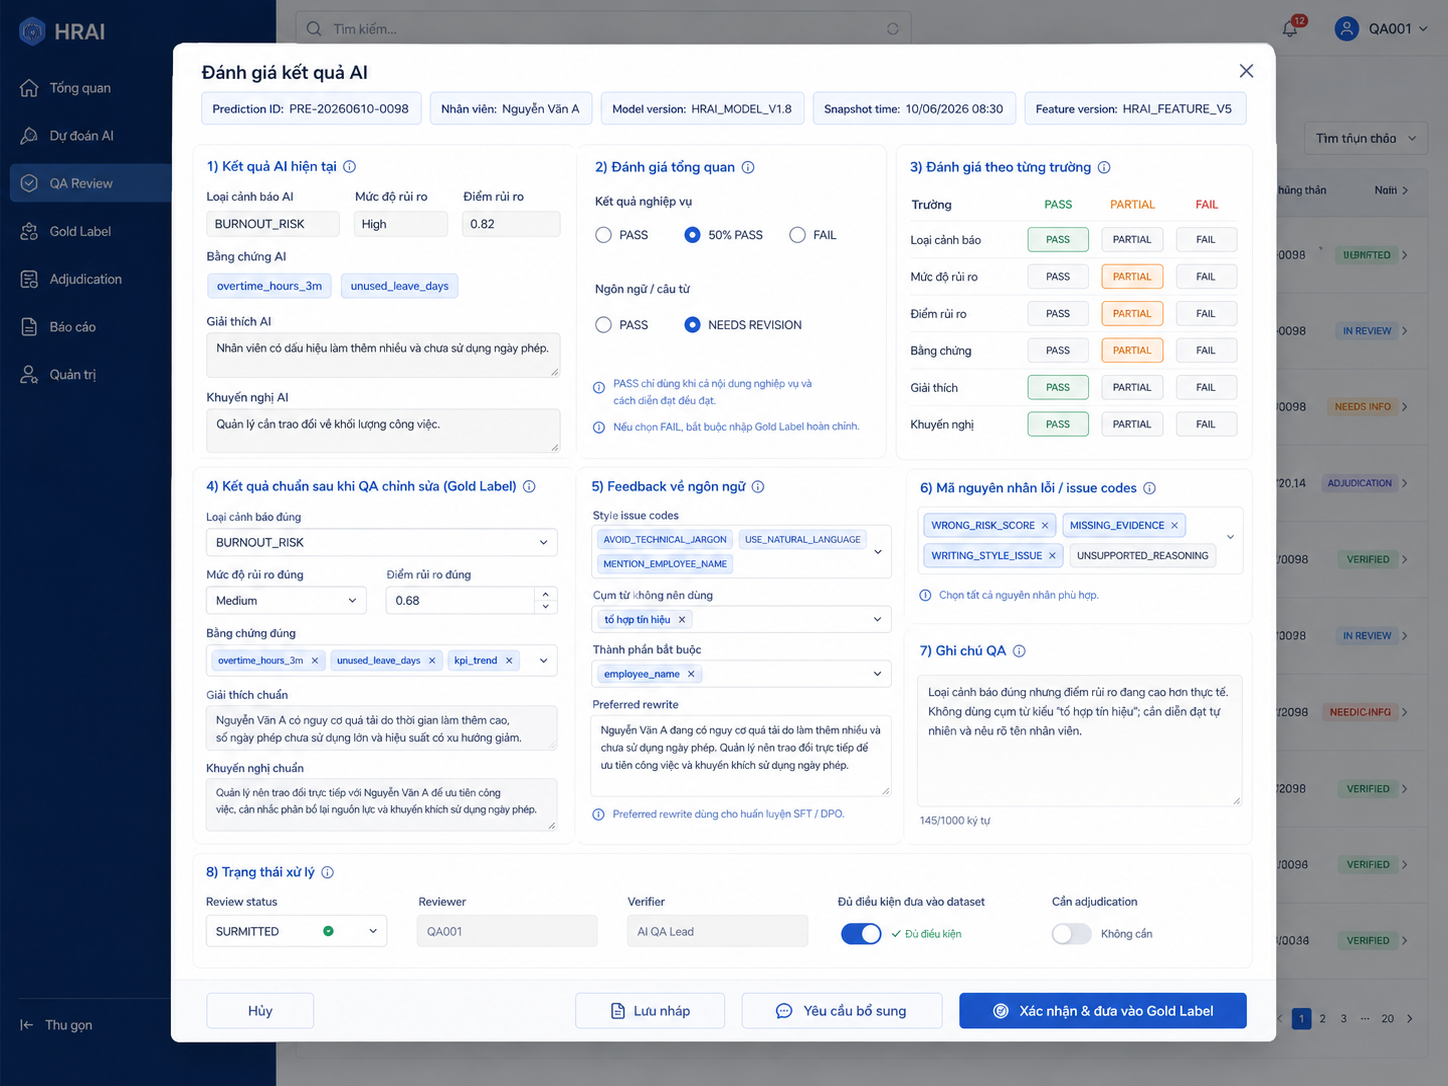 HRAI
Tìm kiếm...
12
QA001
Tổng quan
Dự đoán AI
QA Review
Gold Label
Adjudication
Báo cáo
Quản trị
Thu gọn
Đánh giá kết quả AI
Prediction ID: PRE-20260610-0098
Nhân viên: Nguyễn Văn A
Model version: HRAI_MODEL_V1.8
Snapshot time: 10/06/2026 08:30
Feature version: HRAI_FEATURE_V5
1) Kết quả AI hiện tại
Loại cảnh báo AI
Mức độ rủi ro
Điểm rủi ro
BURNOUT_RISK
High
0.82
Bằng chứng AI
overtime_hours_3m
unused_leave_days
Giải thích AI
Nhân viên có dấu hiệu làm thêm nhiều và chưa sử dụng ngày phép.
Khuyến nghị AI
Quản lý cần trao đổi về khối lượng công việc.
2) Đánh giá tổng quan
Kết quả nghiệp vụ
PASS
50% PASS
FAIL
Ngôn ngữ / câu từ
PASS
NEEDS REVISION
PASS chỉ dùng khi cả nội dung nghiệp vụ và
cách diễn đạt đều đạt.
Nếu chọn FAIL, bắt buộc nhập Gold Label hoàn chỉnh.
3) Đánh giá theo từng trường
Trường PASS PARTIAL FAIL
Loại cảnh báo PASS PARTIAL FAIL
Mức độ rủi ro PASS PARTIAL FAIL
Điểm rủi ro PASS PARTIAL FAIL
Bằng chứng PASS PARTIAL FAIL
Giải thích PASS PARTIAL FAIL
Khuyến nghị PASS PARTIAL FAIL
4) Kết quả chuẩn sau khi QA chỉnh sửa (Gold Label)
Loại cảnh báo đúng
BURNOUT_RISK
Mức độ rủi ro đúng
Điểm rủi ro đúng
Medium
0.68
Bằng chứng đúng
overtime_hours_3m ×
unused_leave_days ×
kpi_trend ×
Giải thích chuẩn
Nguyễn Văn A có nguy cơ quá tải do thời gian làm thêm cao,
số ngày phép chưa sử dụng lớn và hiệu suất có xu hướng giảm.
Khuyến nghị chuẩn
Quản lý nên trao đổi trực tiếp với Nguyễn Văn A để ưu tiên công
việc, cân nhắc phân bổ lại nguồn lực và khuyến khích sử dụng ngày phép.
5) Feedback về ngôn ngữ
Style issue codes
AVOID_TECHNICAL_JARGON
USE_NATURAL_LANGUAGE
MENTION_EMPLOYEE_NAME
Cụm từ không nên dùng
tổ hợp tín hiệu ×
Thành phần bắt buộc
employee_name ×
Preferred rewrite
Nguyễn Văn A đang có nguy cơ quá tải do làm thêm nhiều và
chưa sử dụng ngày phép. Quản lý nên trao đổi trực tiếp để
ưu tiên công việc và khuyến khích sử dụng ngày phép.
Preferred rewrite dùng cho huấn luyện SFT / DPO.
6) Mã nguyên nhân lỗi / issue codes
WRONG_RISK_SCORE ×
MISSING_EVIDENCE ×
WRITING_STYLE_ISSUE ×
UNSUPPORTED_REASONING
Chọn tất cả nguyên nhân phù hợp.
7) Ghi chú QA
Loại cảnh báo đúng nhưng điểm rủi ro đang cao hơn thực tế.
Không dùng cụm từ kiểu "tổ hợp tín hiệu"; cần diễn đạt tự
nhiên và nêu rõ tên nhân viên.
145/1000 ký tự
8) Trạng thái xử lý
Review status
Reviewer
Verifier
Đủ điều kiện đưa vào dataset
Cần adjudication
SURMITTED
QA001
AI QA Lead
Đủ điều kiện
Không cần
Hủy
Lưu nháp
Yêu cầu bổ sung
Xác nhận & đưa vào Gold Label
-0098
-0098 IN REVIEW
0098 NEEDS INFO
'20,14 ADJUDICATION
/0098 VERIFIED
IN REVIEW
/2098 NEEDIC-INFG
2098 VERIFIED
/0096 VERIFIED
/0036 VERIFIED
1 2 3 ... 20